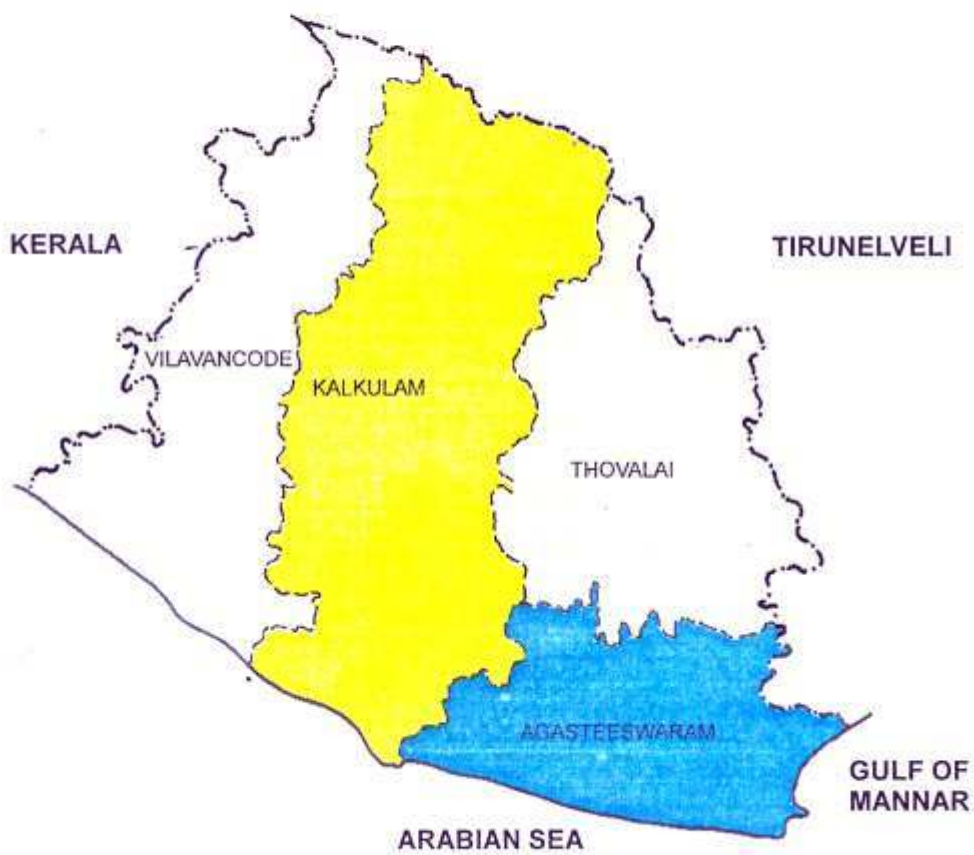 KERALA
TIRUNELVELI
VILAVANCODE
KALKULAM
THOVALAI
AGASTEESWARAM
GULF OF
MANNAR
ARABIAN SEA